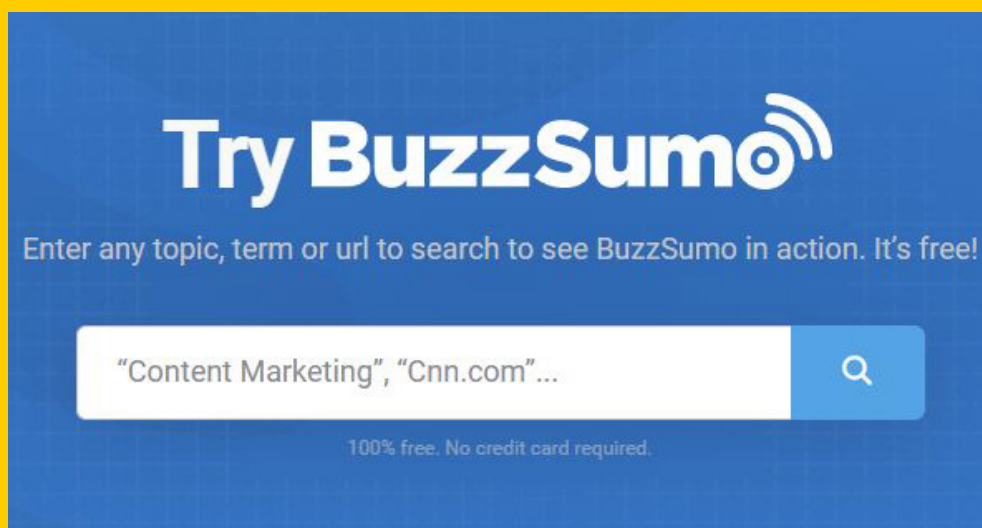 Try BuzzSumo
Enter any topic, term or url to search to see BuzzSumo in action. It’s free!
“Content Marketing”, “Cnn.com”...
100% free. No credit card required.